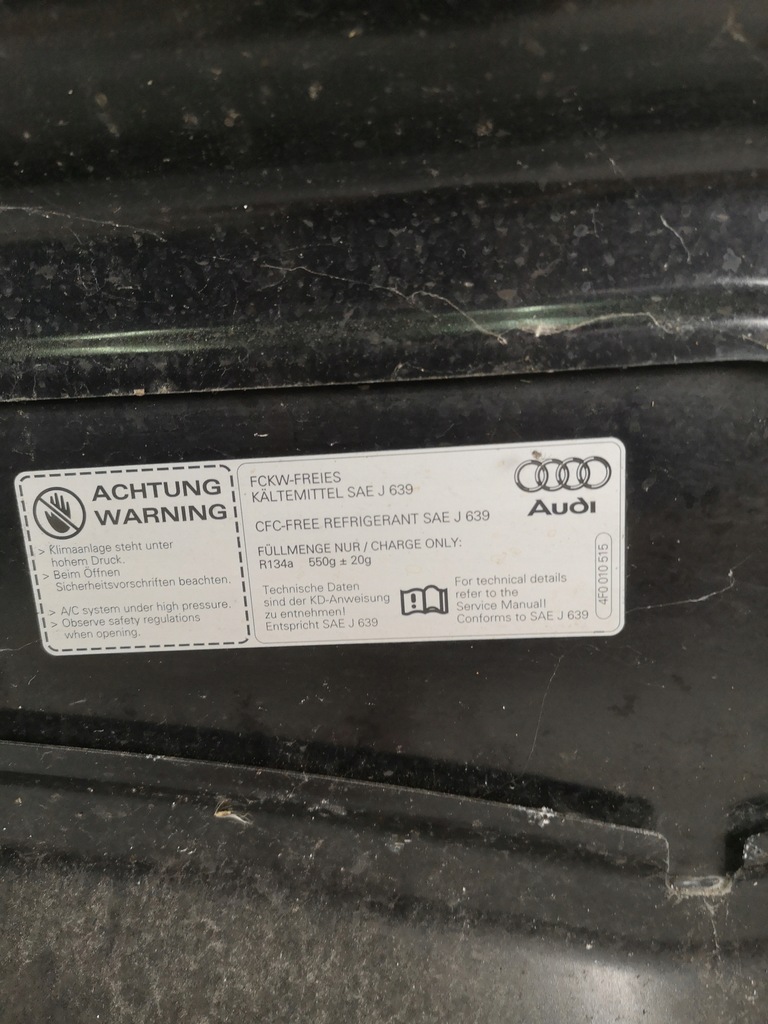 ACHTUNG
WARNING
> Klimaanlage steht unter
hohem Druck.
> Beim Öffnen
Sicherheitsvorschriften beachten.
> A/C system under high pressure.
> Observe safety regulations
when opening.
FCKW-FREIES
KÄLTEMITTEL SAE J 639
CFC-FREE REFRIGERANT SAE J 639
FÜLLMENGE NUR / CHARGE ONLY:
R134a 550g ± 20g
Technische Daten
sind der KD-Anweisung
zu entnehmen!
Entspricht SAE J 639
For technical details
refer to the
Service Manual!
Conforms to SAE J 639
Audi
4F0 010 515